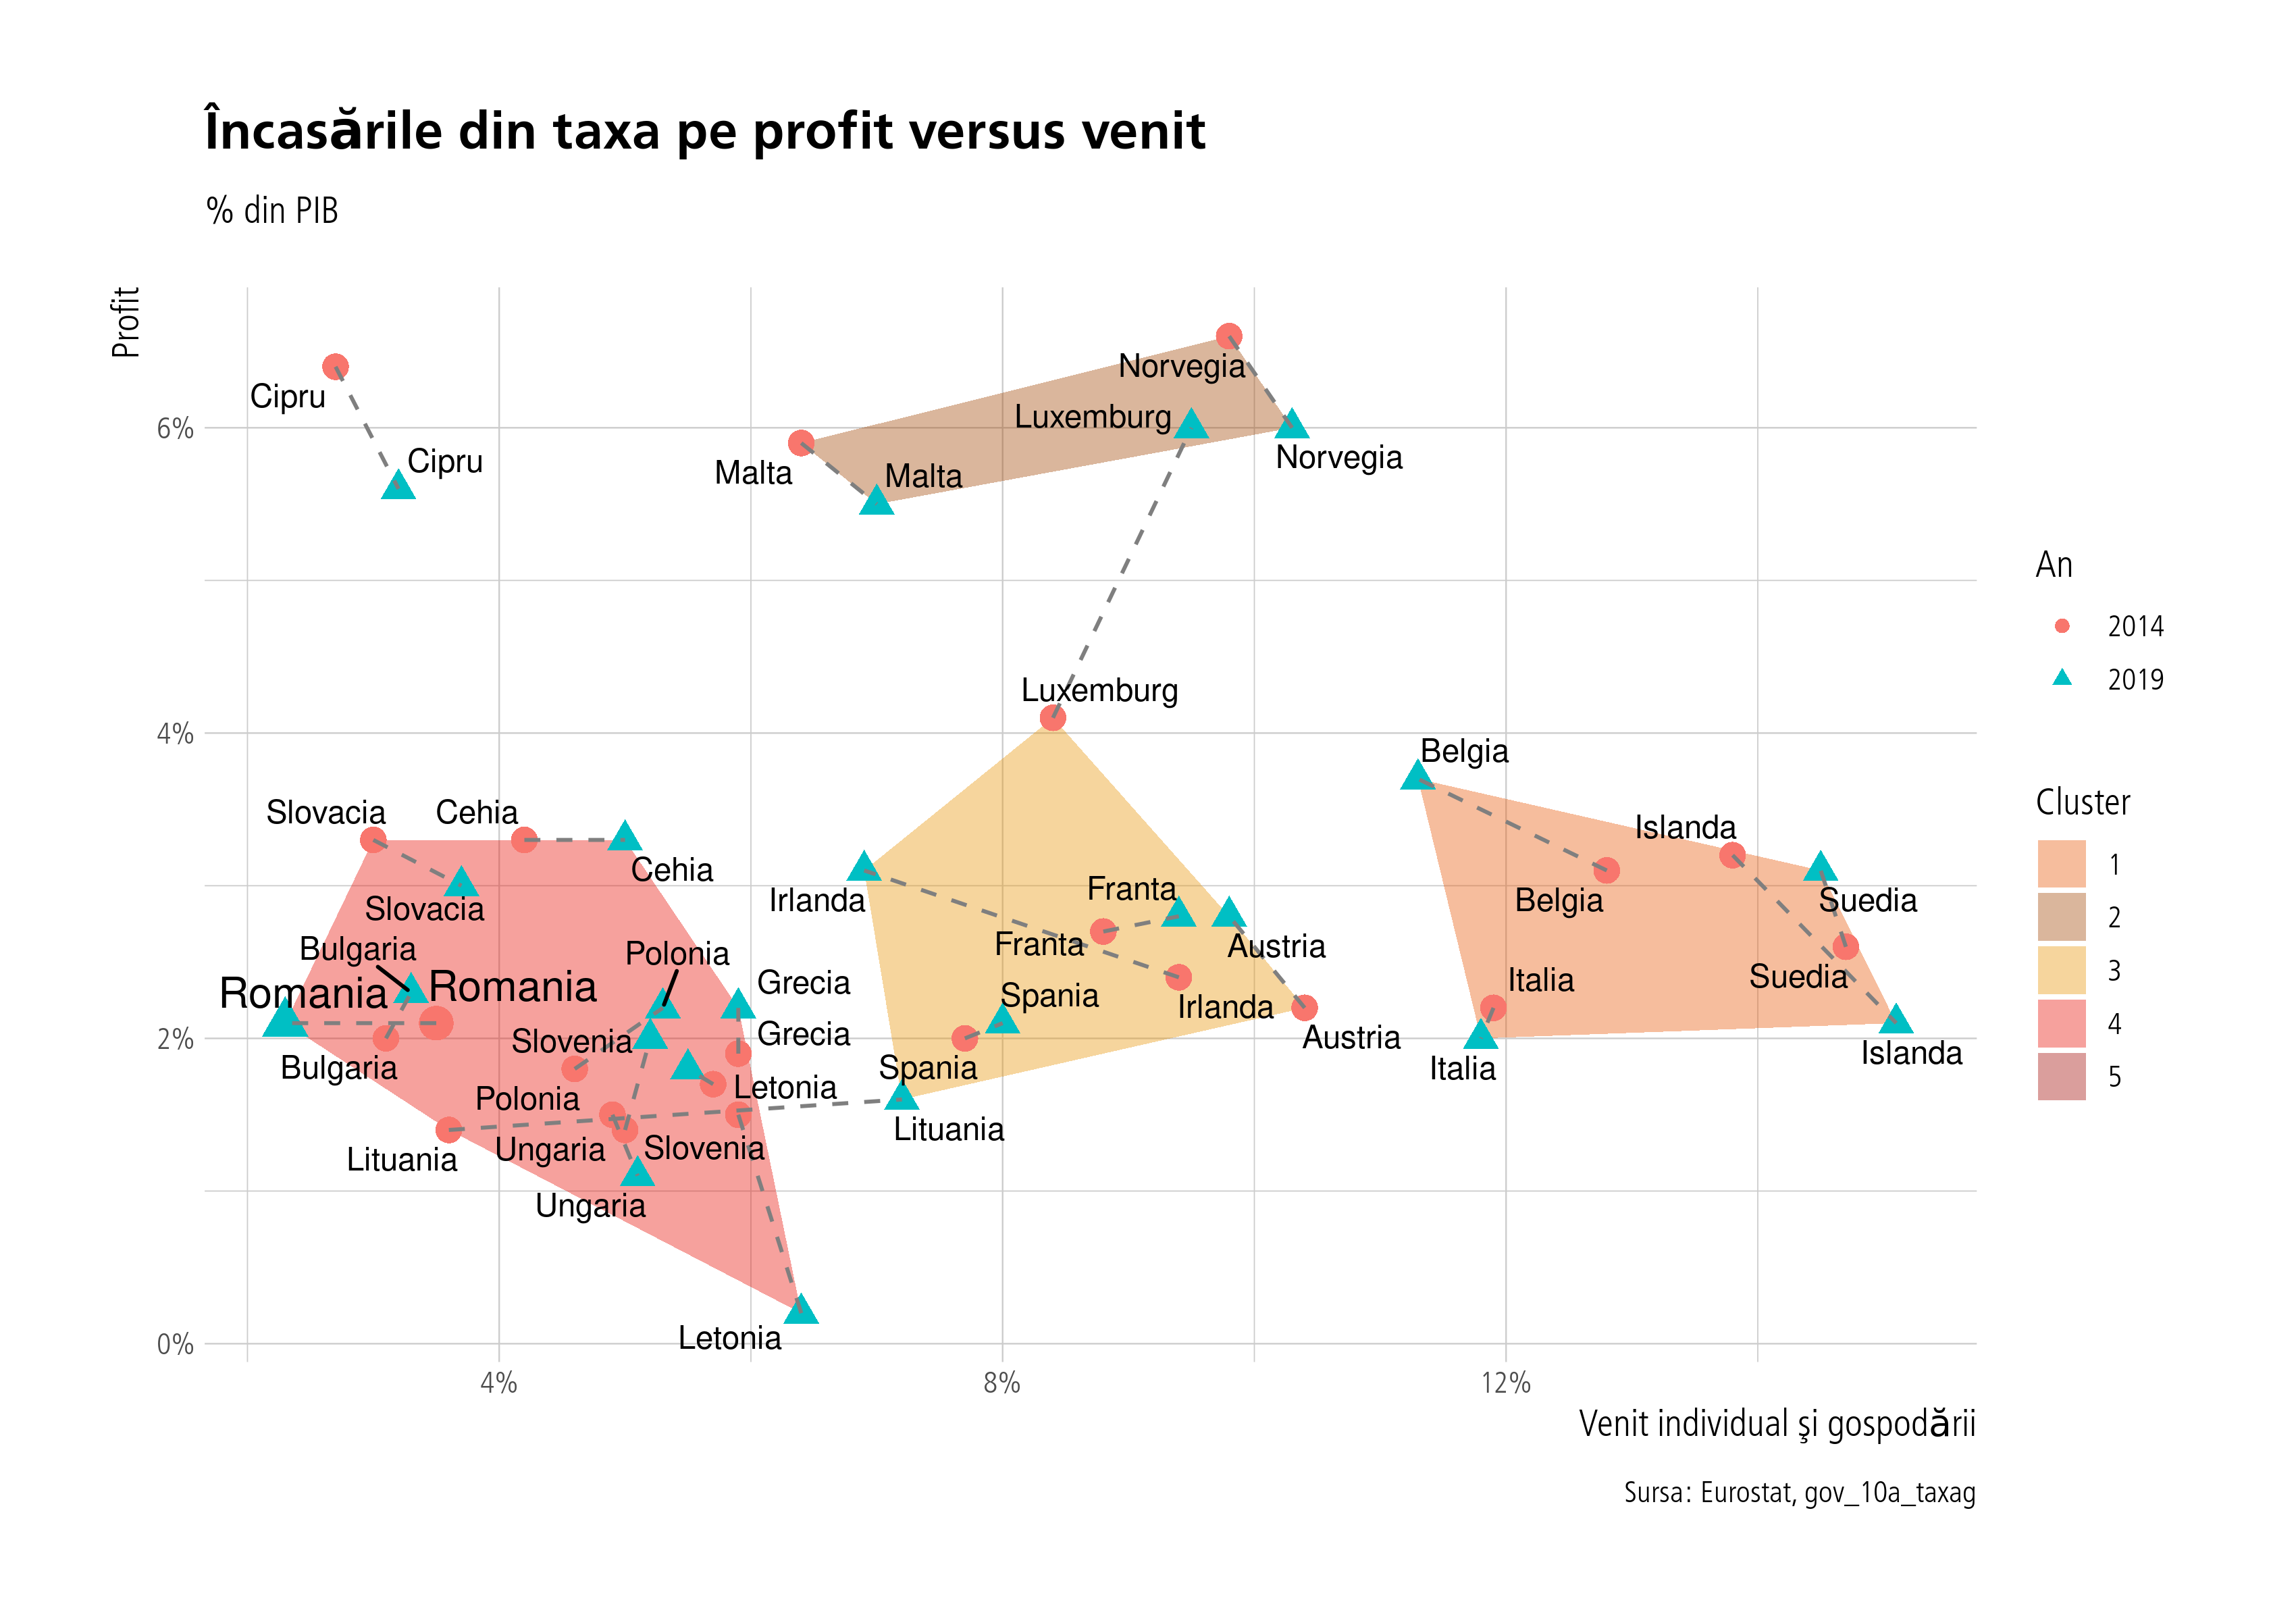 Încasările din taxa pe profit versus venit
% din PIB
Profit
Norvegia
Cipru
Luxemburg
6%
Cipru
Norvegia
Malta
Malta
Luxemburg
4%
Belgia
Slovacia
Cehia
Islanda
Cehia
Franta
Irlanda
Belgia
Suedia
Slovacia
Bulgaria
Franta
Austria
Polonia
Suedia
Italia
Grecia
Romania
Romania
Spania
Irlanda
Grecia
Austria
2%
Slovenia
Islanda
Bulgaria
Spania
Italia
Letonia
Polonia
Lituania
Ungaria
Slovenia
Lituania
Ungaria
Letonia
0%
4%
8%
12%
Venit individual şi gospodării
Sursa: Eurostat, gov_10a_taxag
An
2014
2019
Cluster
1
2
3
4
5